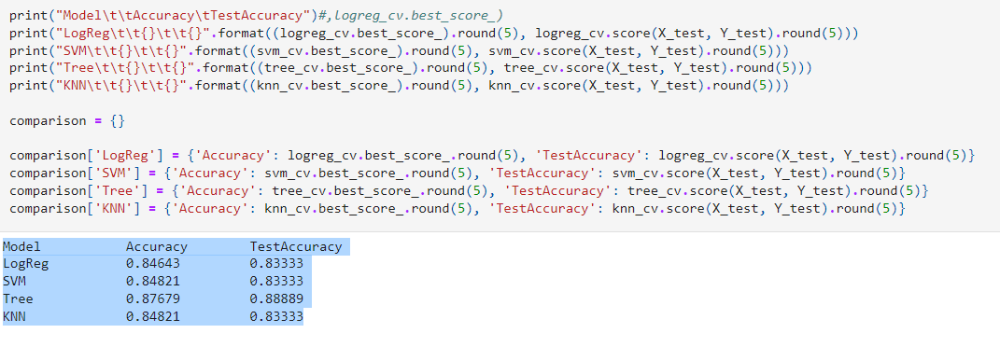 print("Model\t\tAccuracy\tTestAccuracy")#,logreg_cv.best_score_)
print("LogReg\t\t{}\t\t{}".format((logreg_cv.best_score_).round(5), logreg_cv.score(X_test, Y_test).round(5)))
print("SVM\t\t{}\t\t{}".format((svm_cv.best_score_).round(5), svm_cv.score(X_test, Y_test).round(5)))
print("Tree\t\t{}\t\t{}".format((tree_cv.best_score_).round(5), tree_cv.score(X_test, Y_test).round(5)))
print("KNN\t\t{}\t\t{}".format((knn_cv.best_score_).round(5), knn_cv.score(X_test, Y_test).round(5)))
comparison = {}
comparison['LogReg'] = {'Accuracy': logreg_cv.best_score_.round(5), 'TestAccuracy': logreg_cv.score(X_test, Y_test).round(5)}
comparison['SVM'] = {'Accuracy': svm_cv.best_score_.round(5), 'TestAccuracy': svm_cv.score(X_test, Y_test).round(5)}
comparison['Tree'] = {'Accuracy': tree_cv.best_score_.round(5), 'TestAccuracy': tree_cv.score(X_test, Y_test).round(5)}
comparison['KNN'] = {'Accuracy': knn_cv.best_score_.round(5), 'TestAccuracy': knn_cv.score(X_test, Y_test).round(5)}
Model Accuracy TestAccuracy
LogReg 0.84643 0.83333
SVM 0.84821 0.83333
Tree 0.87679 0.88889
KNN 0.84821 0.83333